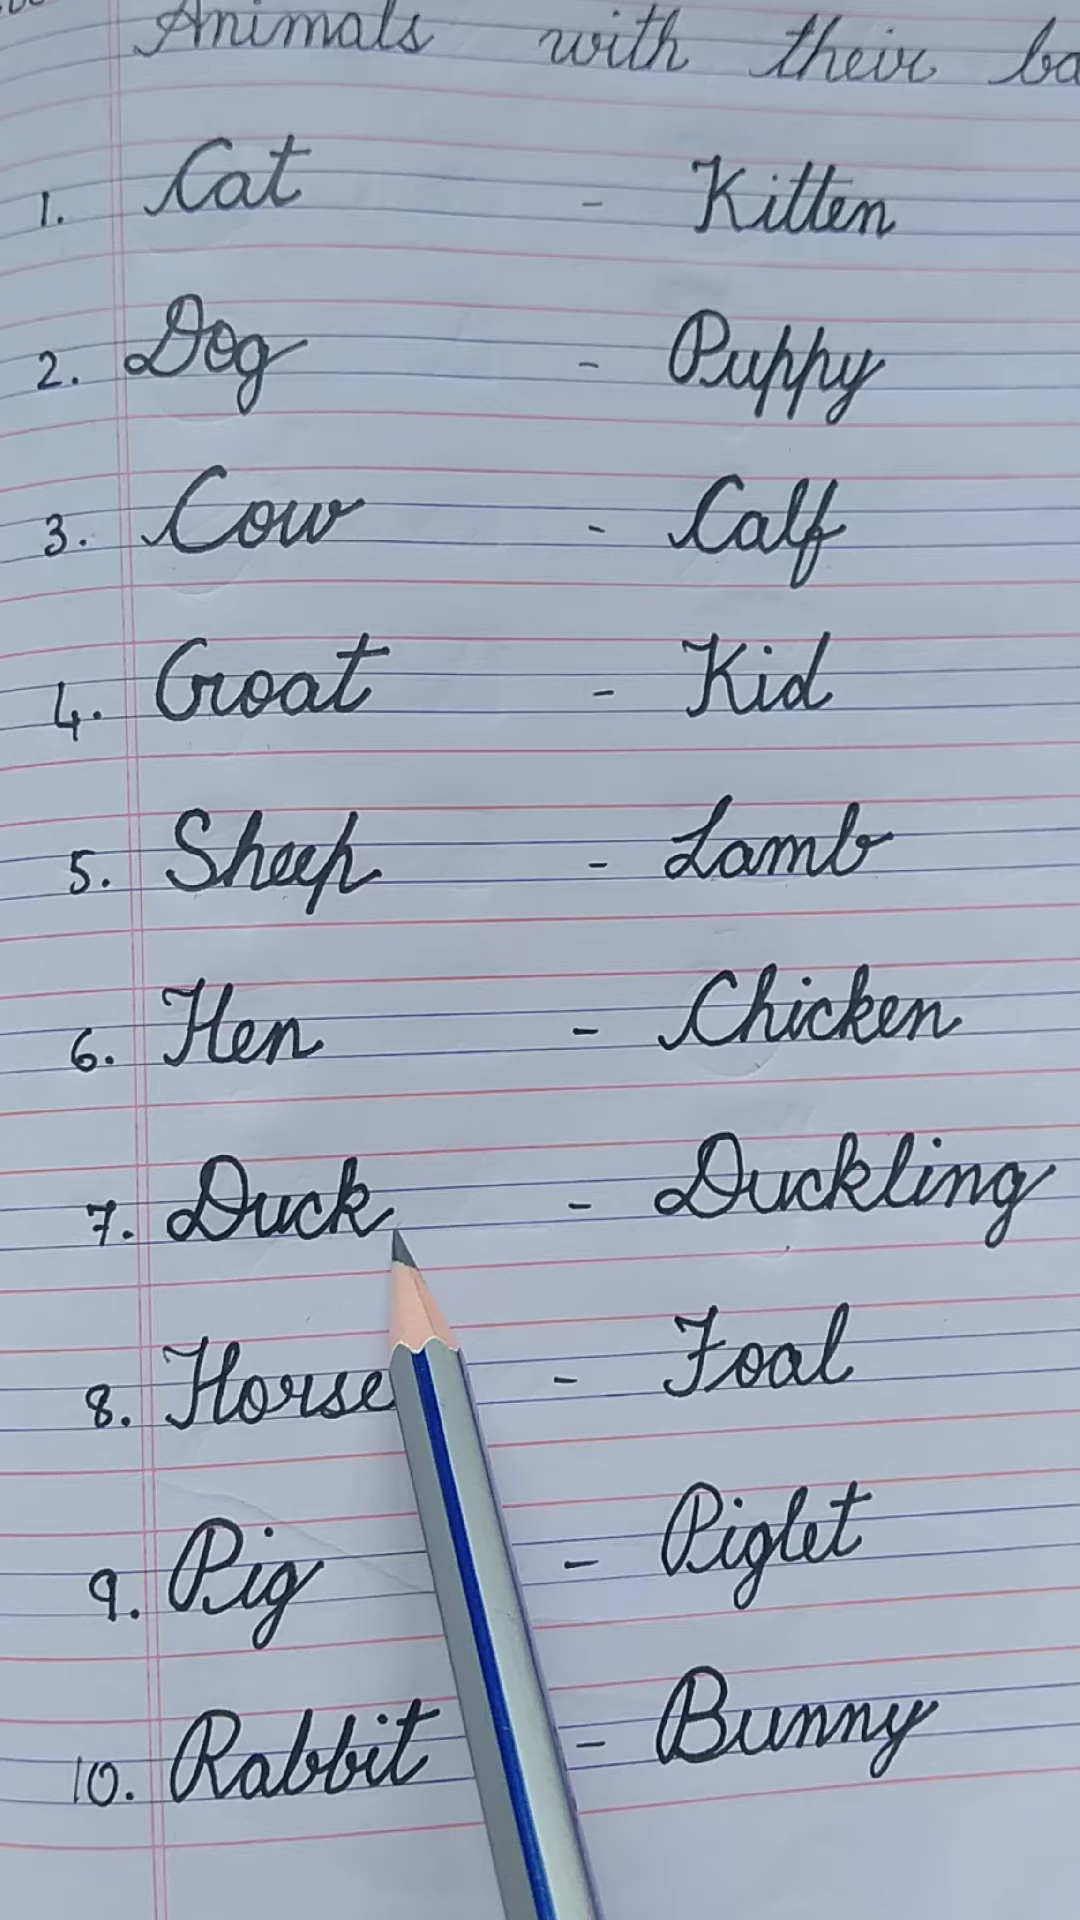 Animals with their ba
1. Cat - Kitten
2. Dog - Puppy
3. Cow - Calf
4. Goat - Kid
5. Sheep - Lamb
6. Hen - Chicken
7. Duck - Duckling
8. Horse - Foal
9. Pig - Piglet
10. Rabbit - Bunny